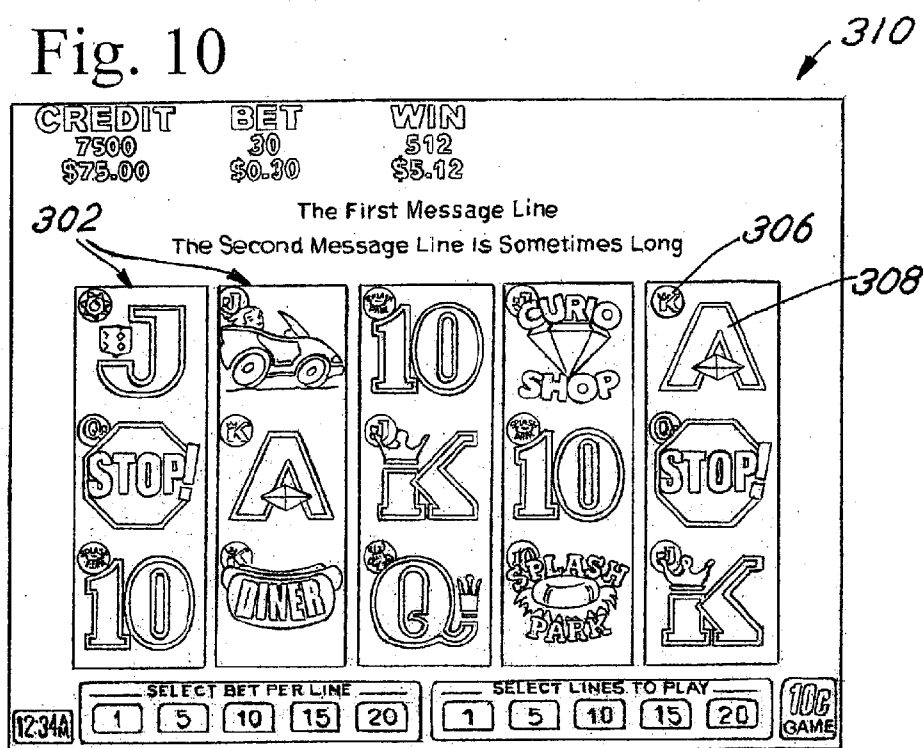 Fig. 10
310
CREDIT BET WIN
7500 30 512
$75.00 $0.30 $5.12
302
The First Message Line
306
The Second Message Line is Sometimes Long
308
J J 10 CURIO SHOP K A
Q STOP! K A J K 10 Q STOP!
10 K DINER Q 10 SPLASH PARK J K
SELECT BET PER LINE SELECT LINES TO PLAY
1 5 10 15 20 1 5 10 15 20
12:34A 10c GAME